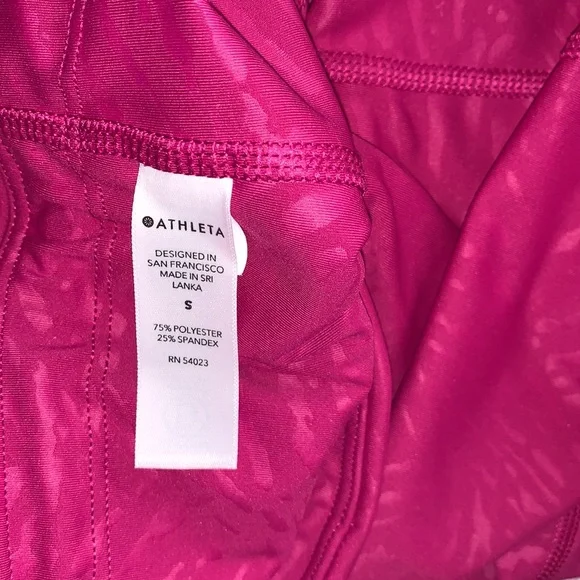 ATHLETA
DESIGNED IN
SAN FRANCISCO
MADE IN SRI
LANKA
S
75% POLYESTER
25% SPANDEX
RN 54023